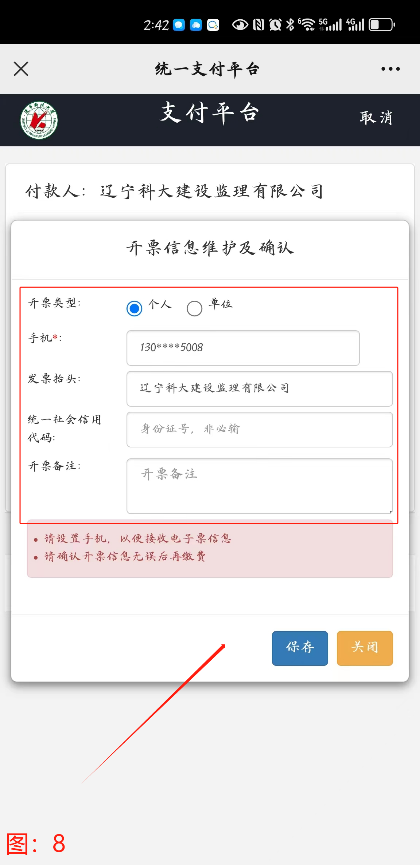 2:42
统一支付平台
支付平台
取消
付款人：辽宁科大建设监理有限公司
开票信息维护及确认
开票类型：
个人
单位
手机*:
130****5008
发票抬头：
辽宁科大建设监理有限公司
统一社会信用
代码：
身份证号，非必输
开票备注：
开票备注
请设置手机，以便接收电子票信息
请确认开票信息无误后再缴费
保存
关闭
图：8